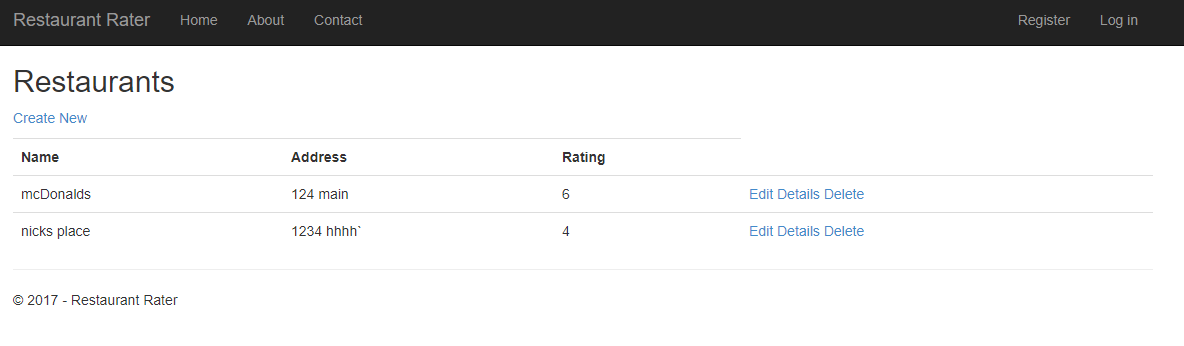 Restaurant Rater Home About Contact Register Log in
Restaurants
Create New
Name Address Rating
mcDonalds 124 main 6 Edit Details Delete
nicks place 1234 hhhh` 4 Edit Details Delete
© 2017 - Restaurant Rater